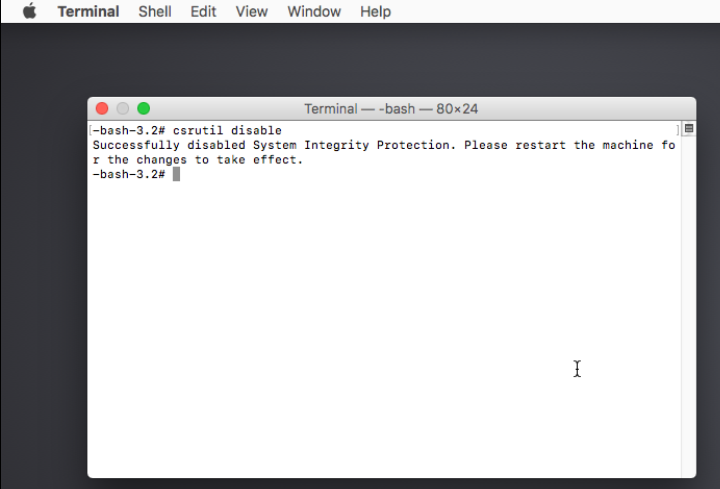 Terminal Shell Edit View Window Help
Terminal — -bash — 80×24
[-bash-3.2# csrutil disable ]
Successfully disabled System Integrity Protection. Please restart the machine fo
r the changes to take effect.
-bash-3.2#